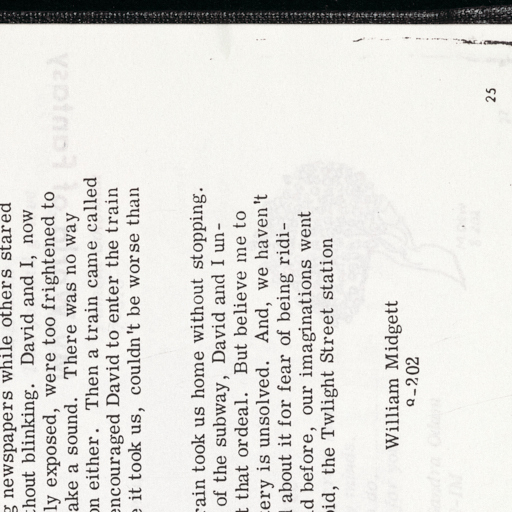 newspapers while others stared
hout blinking. David and I, now
ly exposed, were too frightened to
ake a sound. There was no way
on either. Then a train came called
encouraged David to enter the train
it took us, couldn't be worse than
rain took us home without stopping.
of the subway, David and I un-
t that ordeal. But believe me to
ery is unsolved. And, we haven't
about it for fear of being ridi-
d before, our imaginations went
oid, the Twlight Street station
William Midgett
9-202
25